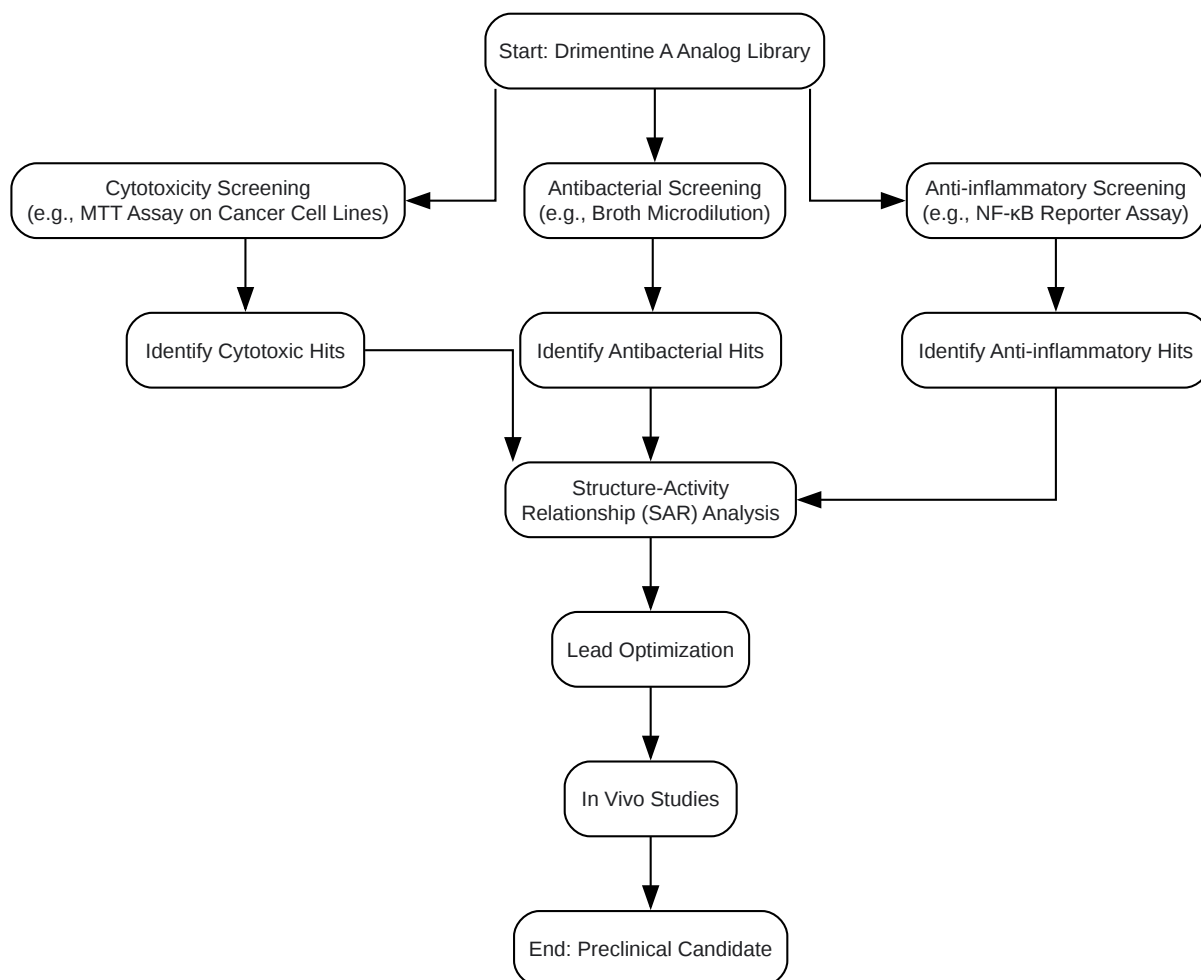 Start: Drimentine A Analog Library
Cytotoxicity Screening
(e.g., MTT Assay on Cancer Cell Lines)
Antibacterial Screening
(e.g., Broth Microdilution)
Anti-inflammatory Screening
(e.g., NF-κB Reporter Assay)
Identify Cytotoxic Hits
Identify Antibacterial Hits
Identify Anti-inflammatory Hits
Structure-Activity
Relationship (SAR) Analysis
Lead Optimization
In Vivo Studies
End: Preclinical Candidate